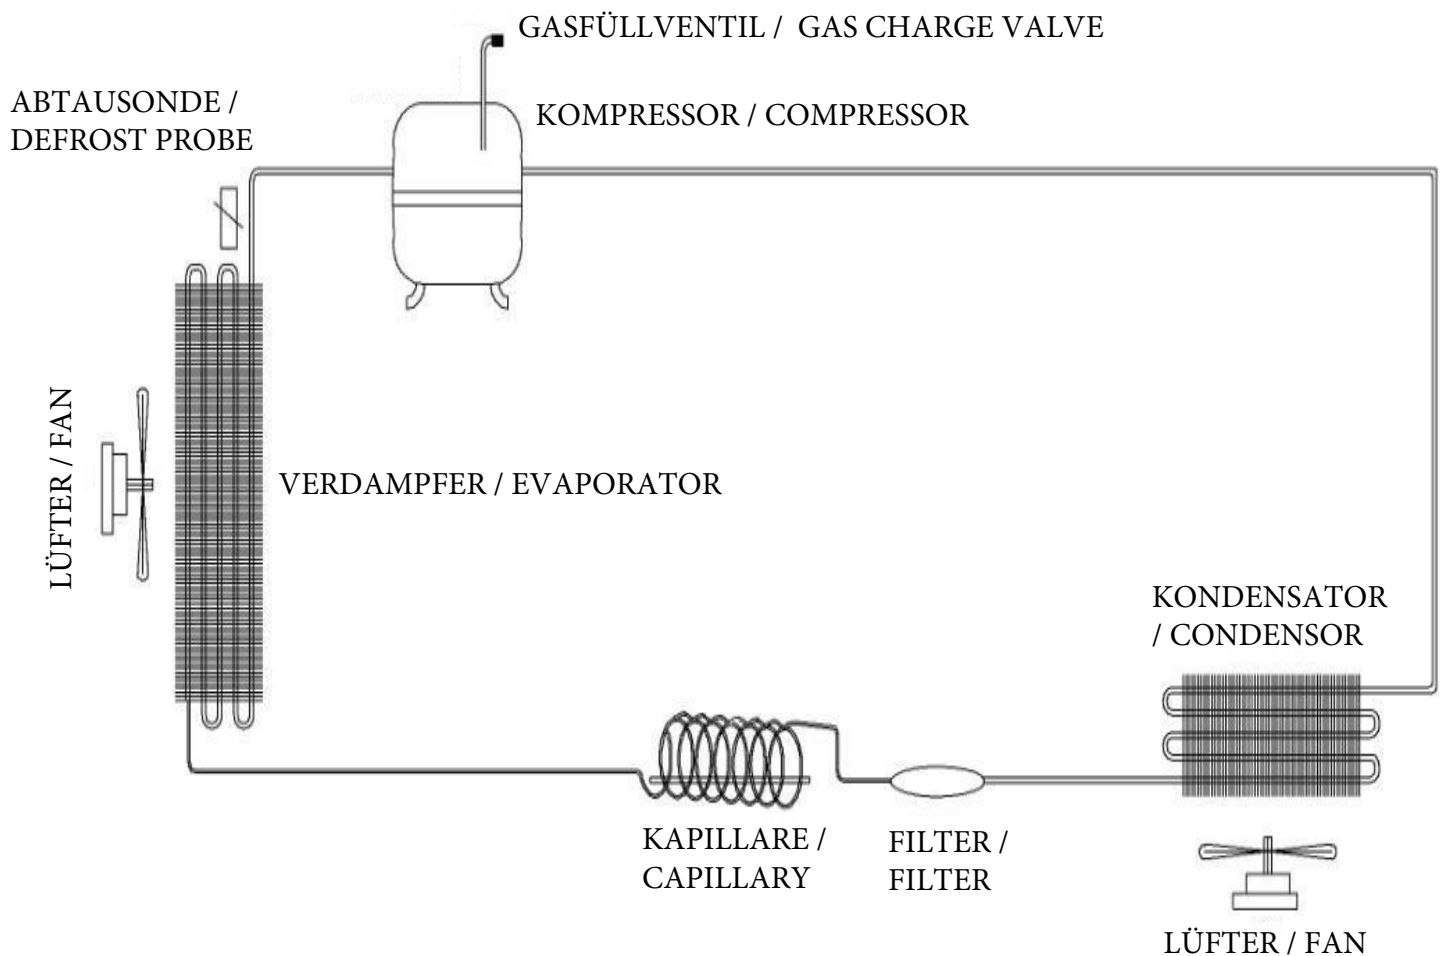 GASFÜLLVENTIL / GAS CHARGE VALVE
ABTAUSONDE /
DEFROST PROBE
KOMPRESSOR / COMPRESSOR
LÜFTER / FAN
VERDAMPFER / EVAPORATOR
KONDENSATOR
/ CONDENSOR
KAPILLARE /
CAPILLARY
FILTER /
FILTER
LÜFTER / FAN